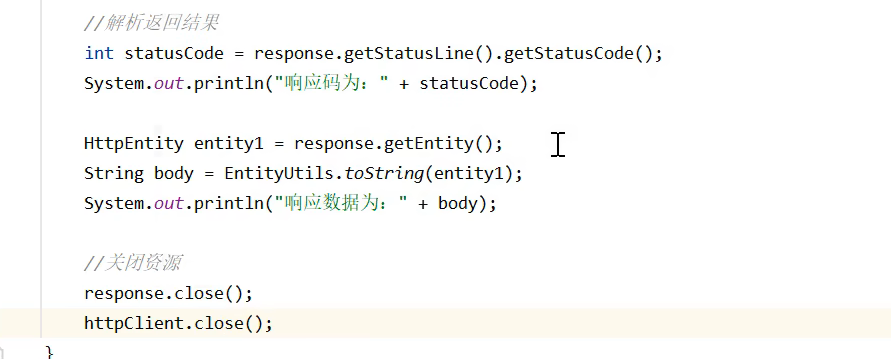 //解析返回结果
int statusCode = response.getStatusLine().getStatusCode();
System.out.println("响应码为：" + statusCode);
HttpEntity entity1 = response.getEntity();
String body = EntityUtils.toString(entity1);
System.out.println("响应数据为：" + body);
//关闭资源
response.close();
httpClient.close();
}